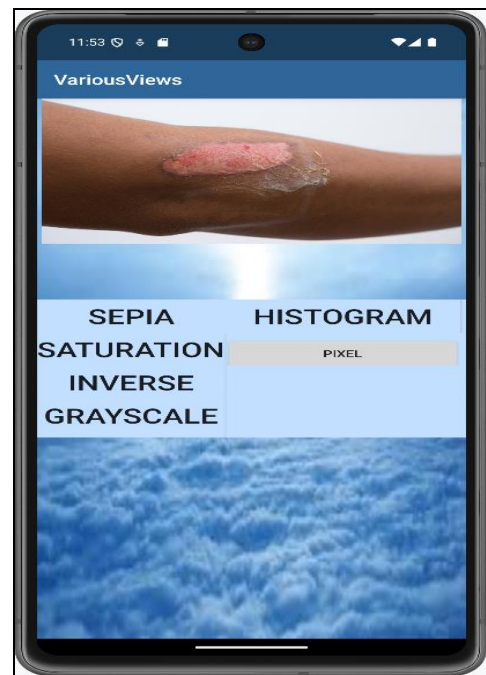 11:53
VariousViews
SEPIA HISTOGRAM
SATURATION PIXEL
INVERSE
GRAYSCALE